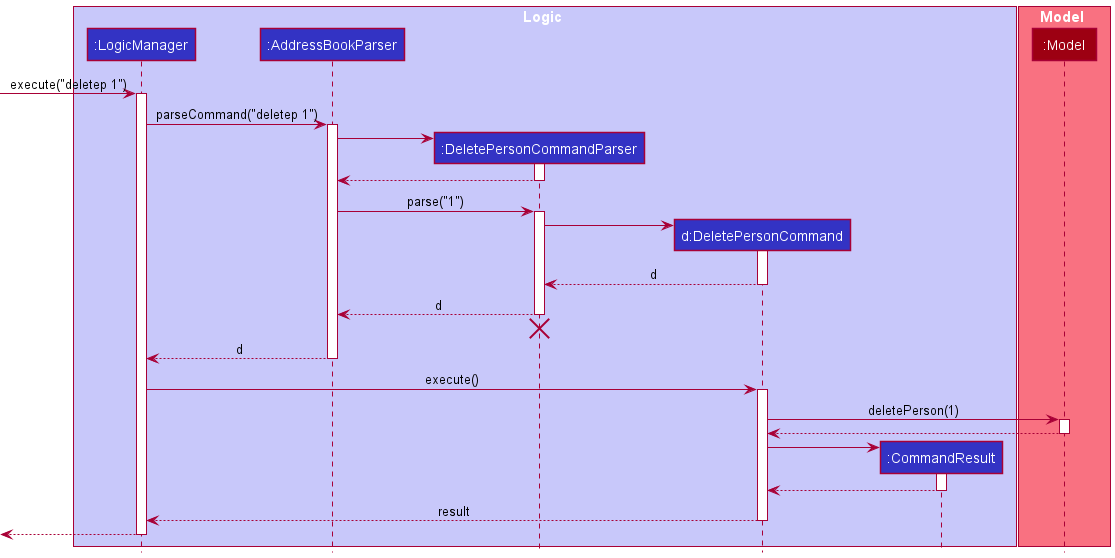 Logic
Model
:LogicManager
:AddressBookParser
:Model
execute("deletep 1")
parseCommand("deletep 1")
:DeletePersonCommandParser
parse("1")
d:DeletePersonCommand
d
d
d
execute()
deletePerson(1)
:CommandResult
result